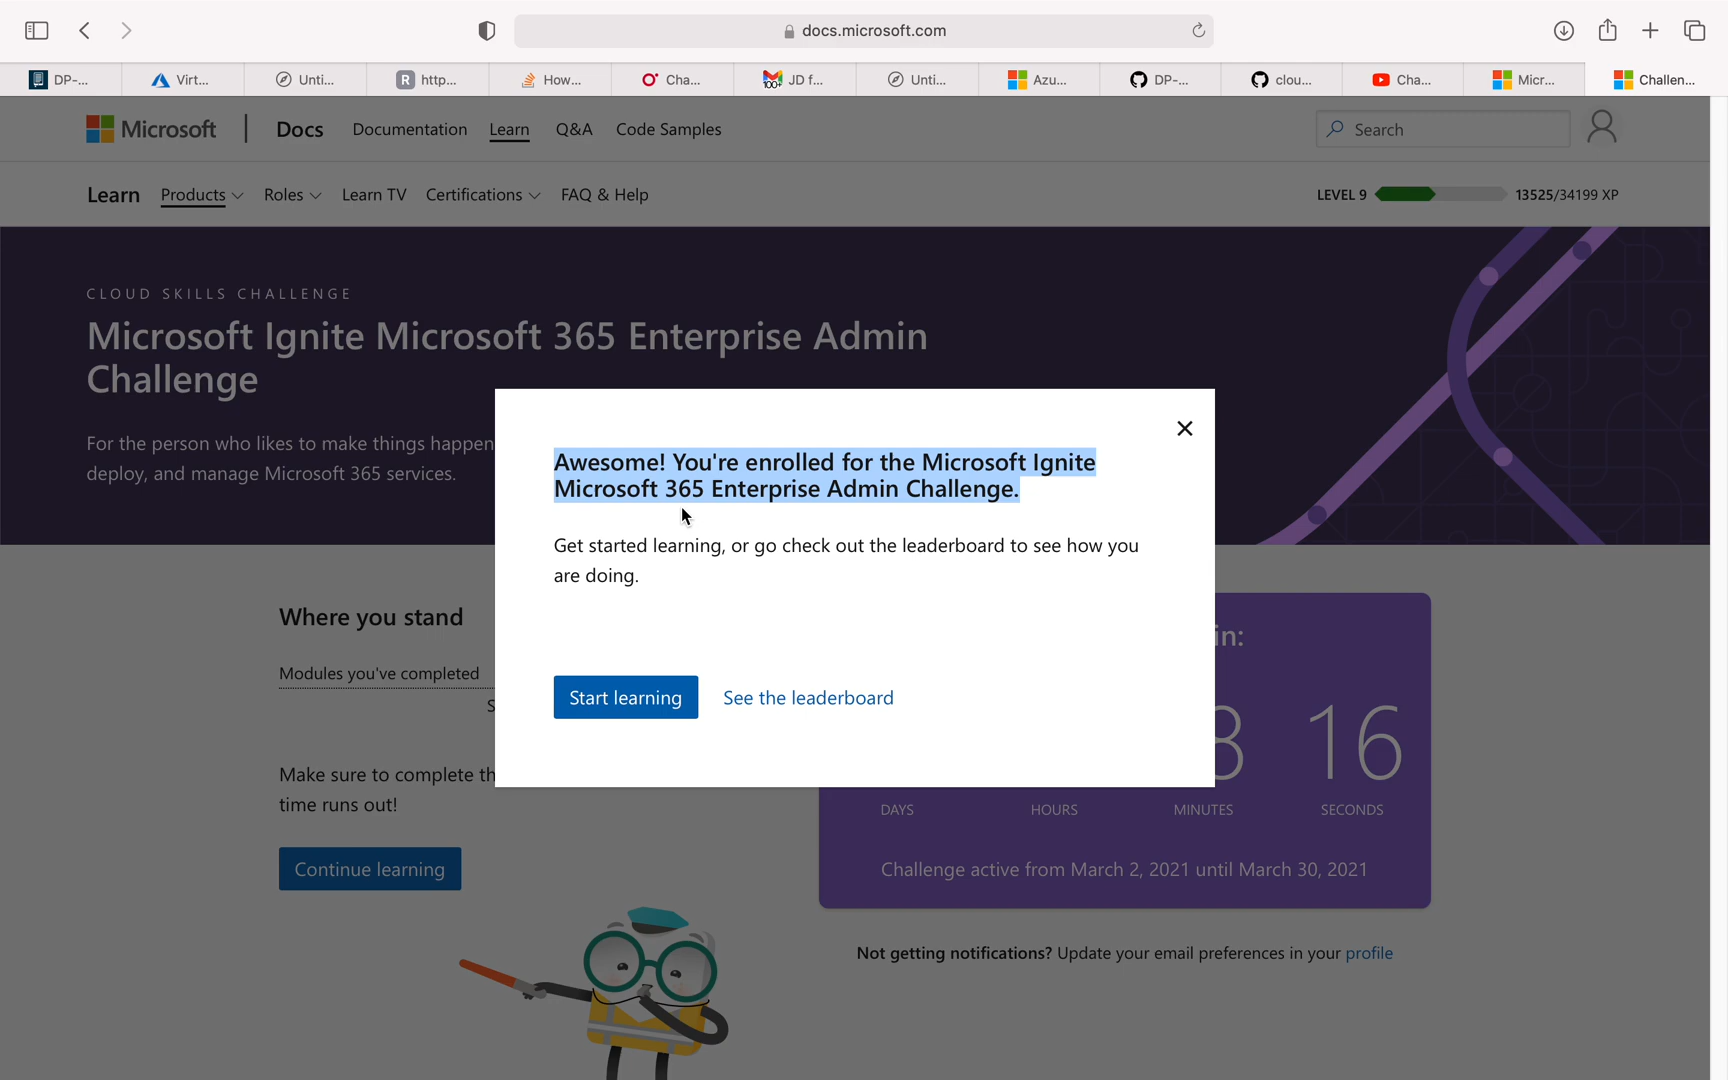 docs.microsoft.com
DP-...
Virt...
Unti...
http...
How...
Cha...
JD f...
Unti...
Azu...
DP-...
clou...
Cha...
Micr...
Challen...
Microsoft
Docs
Documentation
Learn
Q&A
Code Samples
Search
Learn
Products
Roles
Learn TV
Certifications
FAQ & Help
LEVEL 9
13525/34199 XP
CLOUD SKILLS CHALLENGE
Microsoft Ignite Microsoft 365 Enterprise Admin
Challenge
For the person who likes to make things happen
deploy, and manage Microsoft 365 services.
Awesome! You're enrolled for the Microsoft Ignite
Microsoft 365 Enterprise Admin Challenge.
Get started learning, or go check out the leaderboard to see how you
are doing.
Start learning
See the leaderboard
Where you stand
Modules you've completed
Make sure to complete
time runs out!
Continue learning
in:
16
DAYS
HOURS
MINUTES
SECONDS
Challenge active from March 2, 2021 until March 30, 2021
Not getting notifications? Update your email preferences in your profile